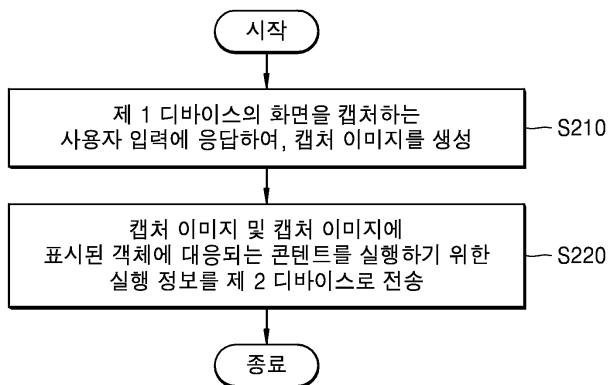 시작
제 1 디바이스의 화면을 캡처하는
사용자 입력에 응답하여, 캡처 이미지를 생성
S210
캡처 이미지 및 캡처 이미지에
표시된 객체에 대응되는 콘텐트를 실행하기 위한
실행 정보를 제 2 디바이스로 전송
S220
종료